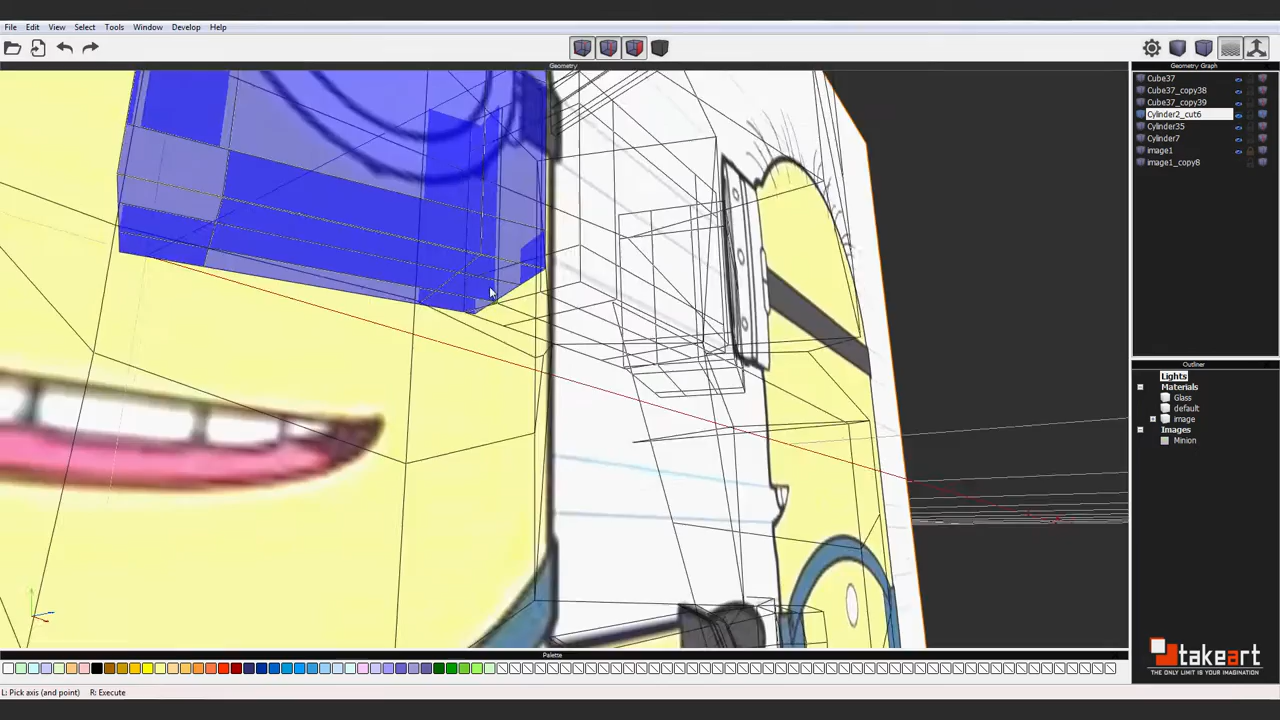 File Edit View Select Tools Window Develop Help
Geometry
Geometry Graph
Cube37
Cube37_copy38
Cube37_copy39
Cylinder2_cut6
Cylinder35
Cylinder7
image1
image1_copy8
Outliner
Lights
Materials
Glass
default
image
Images
Minion
Palette
takeart
THE ONLY LIMIT IS YOUR IMAGINATION
L: Pick axis (and point) R: Execute